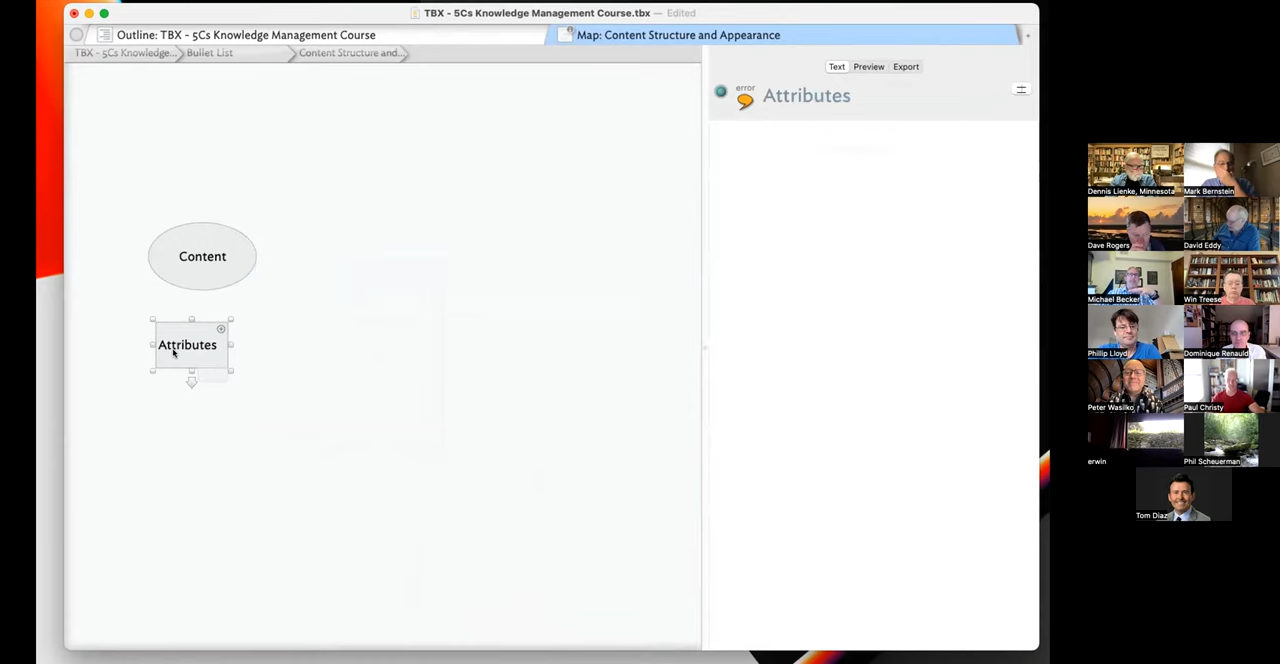 TBX - 5Cs Knowledge Management Course.tbx — Edited
Outline: TBX - 5Cs Knowledge Management Course
Map: Content Structure and Appearance
+
TBX - 5Cs Knowledge... Bullet List Content Structure and...
Text Preview Export
error
Attributes
Content
Attributes
Dennis Lienke, Minnesota
Mark Bernstein
Dave Rogers
David Eddy
Michael Becker
Win Treese
Phillip Lloyd
Dominique Renauld
Peter Wasilko
Paul Christy
erwin
Phil Scheuerman
Tom Diaz